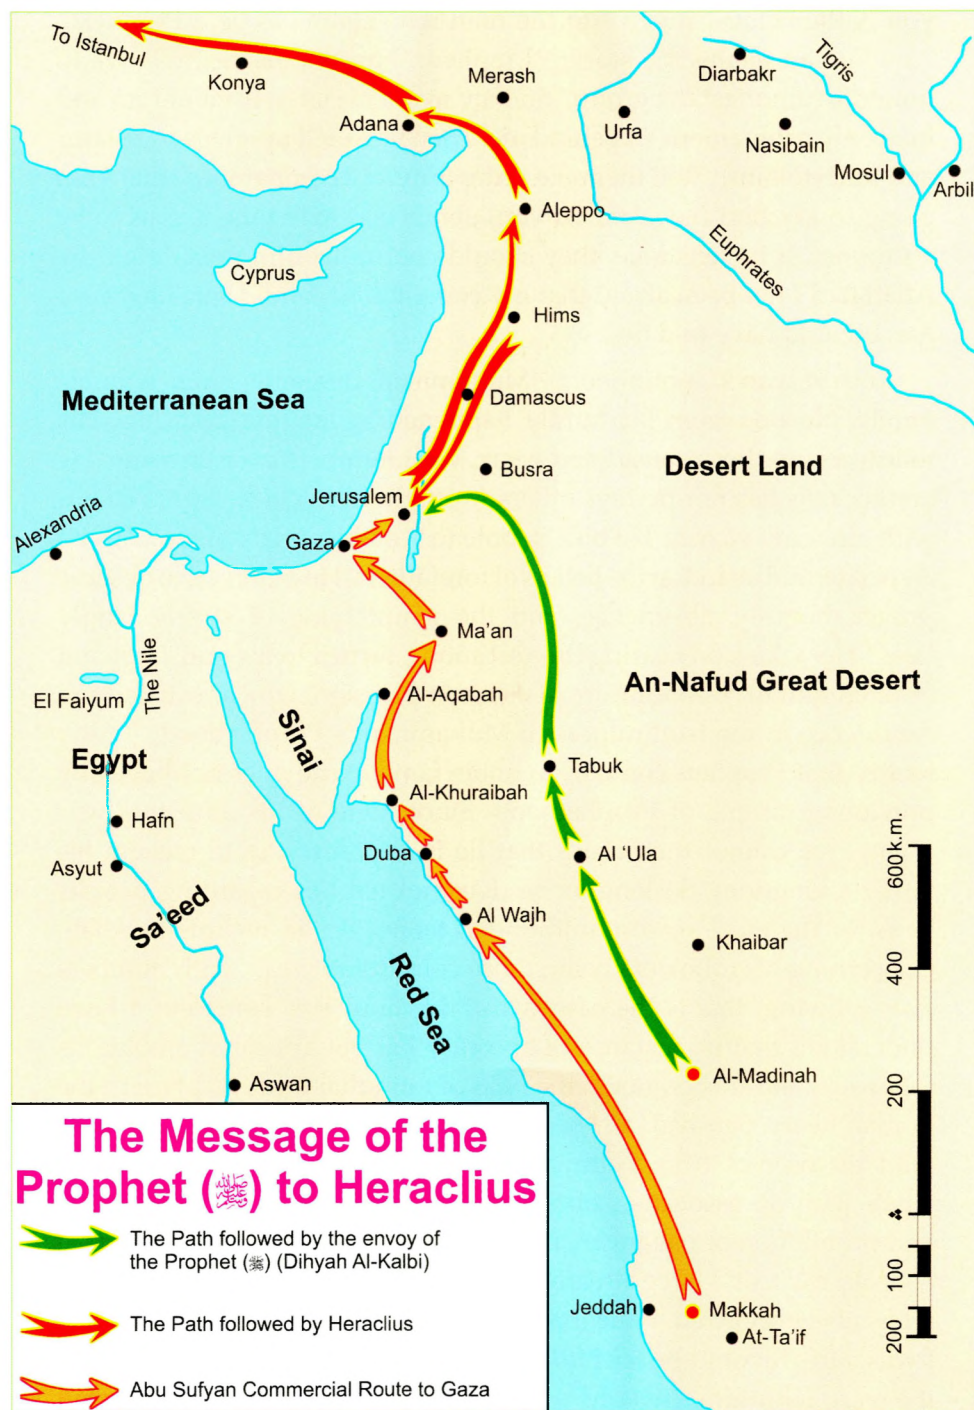 To Istanbul
Konya
Merash
Diarbakr
Tigris
Adana
Urfa
Nasibain
Mosul
Arbil
Aleppo
Euphrates
Cyprus
Hims
Mediterranean Sea
Damascus
Busra
Desert Land
Jerusalem
Alexandria
Gaza
Ma'an
The Nile
El Faiyum
Sinai
Al-Aqabah
An-Nafud Great Desert
Egypt
Tabuk
Al-Khuraibah
Hafn
Duba
Al 'Ula
600 k.m.
Asyut
Sa'eed
Al Wajh
Khaibar
400
Red Sea
Aswan
Al-Madinah
200
100
Jeddah
Makkah
At-Ta'if
200
The Message of the
Prophet (ﷺ) to Heraclius
The Path followed by the envoy of
the Prophet (ﷺ) (Dihyah Al-Kalbi)
The Path followed by Heraclius
Abu Sufyan Commercial Route to Gaza